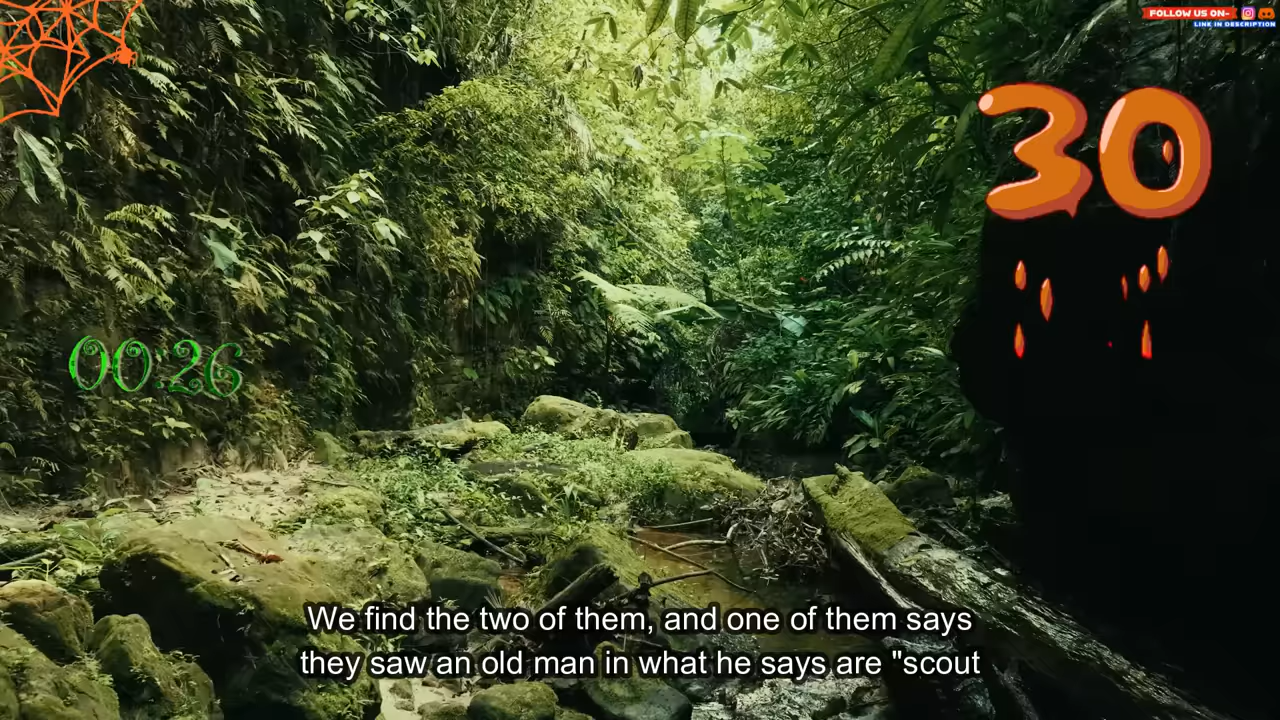 FOLLOW US ON-
LINK IN DESCRIPTION
30
00:26
We find the two of them, and one of them says
they saw an old man in what he says are "scout